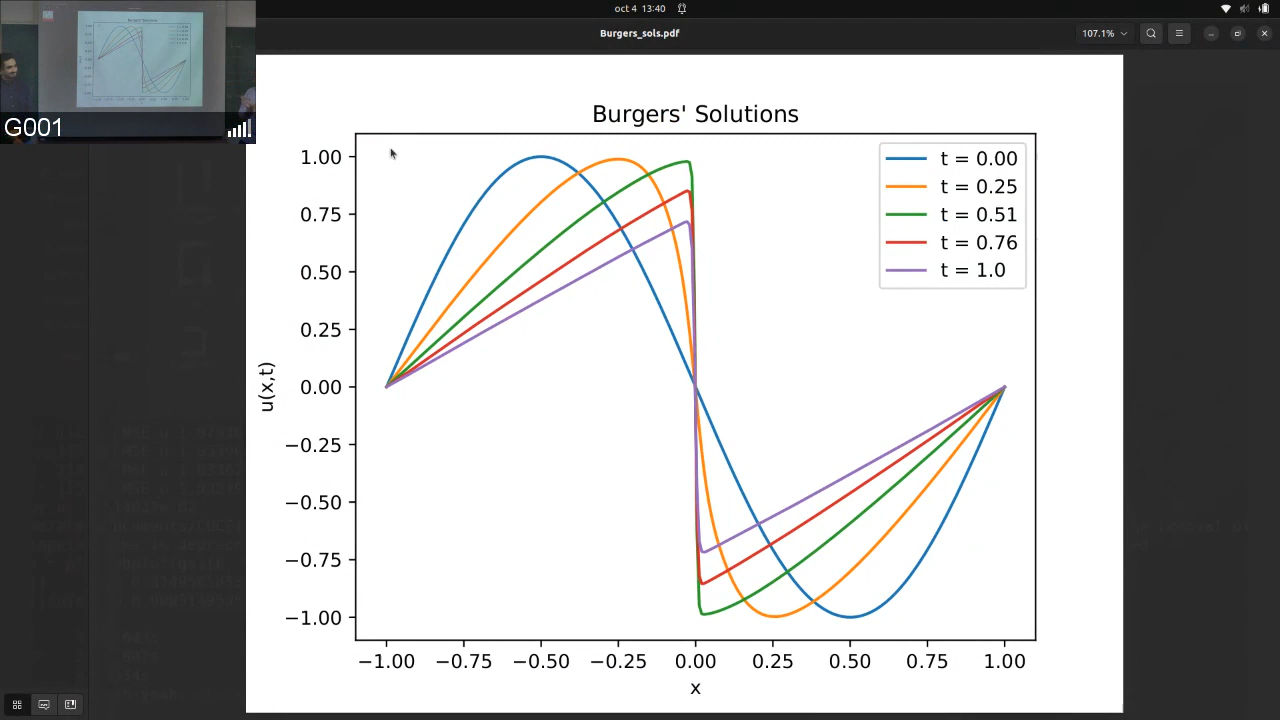 oct 4 13:40
Burgers_sols.pdf
107.1%
G001
Burgers' Solutions
t = 0.00
t = 0.25
t = 0.51
t = 0.76
t = 1.0
1.00
0.75
0.50
0.25
0.00
−0.25
−0.50
−0.75
−1.00
u(x,t)
−1.00 −0.75 −0.50 −0.25 0.00 0.25 0.50 0.75 1.00
x